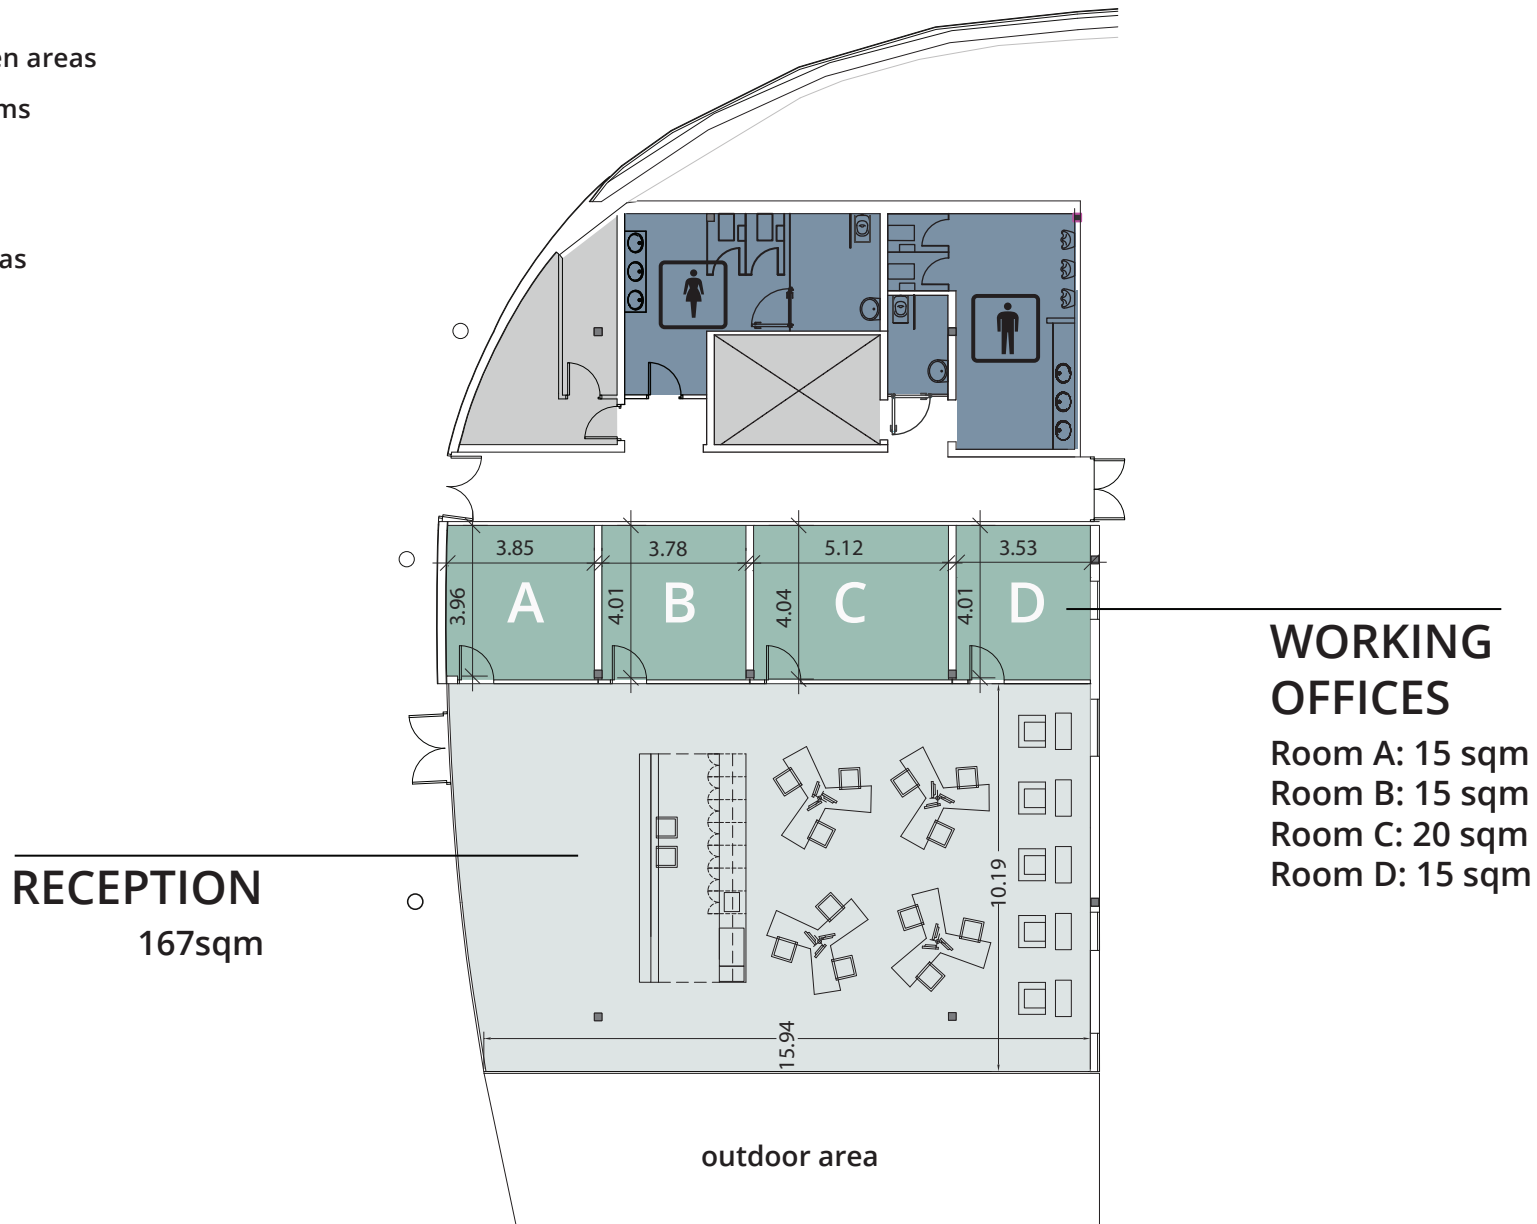 en areas
ms
as
3.85
3.78
5.12
3.53
3.96
4.01
4.04
4.01
A
B
C
D
WORKING
OFFICES
Room A: 15 sqm
Room B: 15 sqm
Room C: 20 sqm
Room D: 15 sqm
RECEPTION
167sqm
10.19
15.94
outdoor area